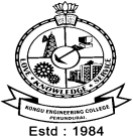 LOVE KNOWLEDGE SERVICE
KONGU ENGINEERING COLLEGE
PERUNDURAI
Estd : 1984